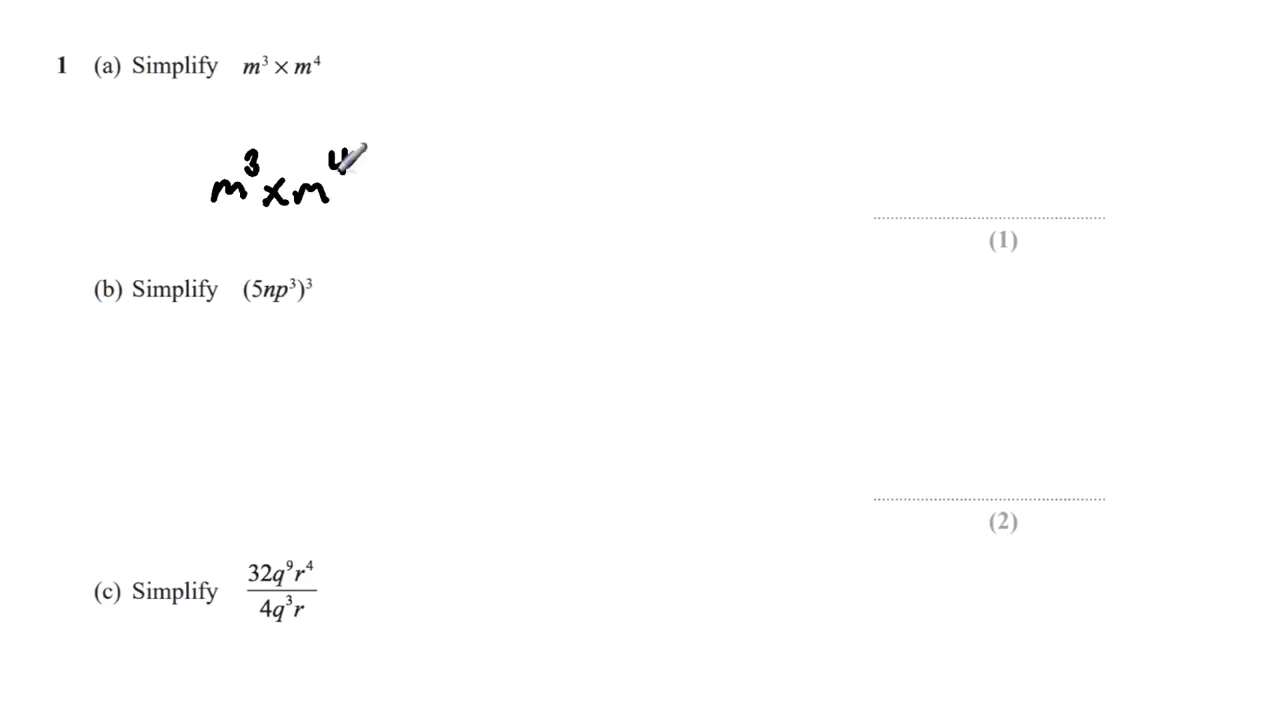 1 (a) Simplify m³ × m⁴
m³ x m⁴
(1)
(b) Simplify (5np³)³
(2)
(c) Simplify 32q⁹r⁴ / 4q³r